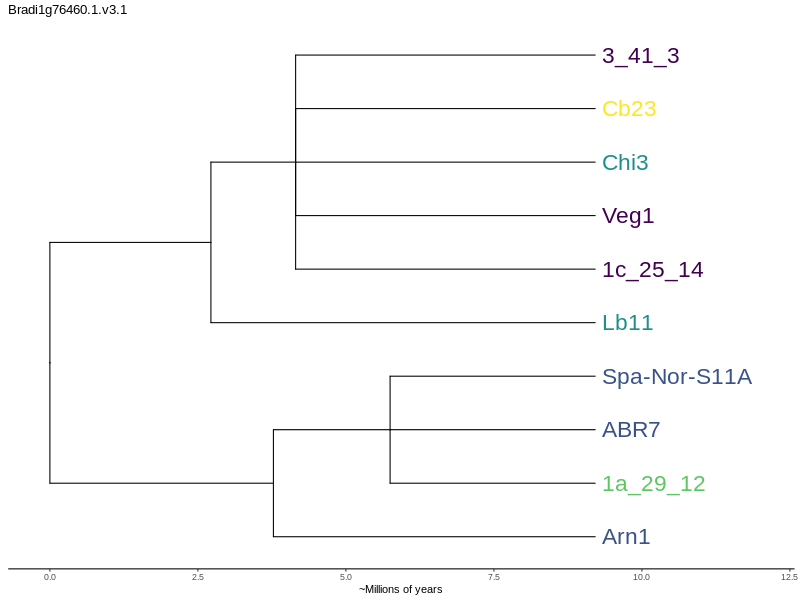 Bradi1g76460.1.v3.1
3_41_3
Cb23
Chi3
Veg1
1c_25_14
Lb11
Spa-Nor-S11A
ABR7
1a_29_12
Arn1
0.0 2.5 5.0 7.5 10.0 12.5
~Millions of years